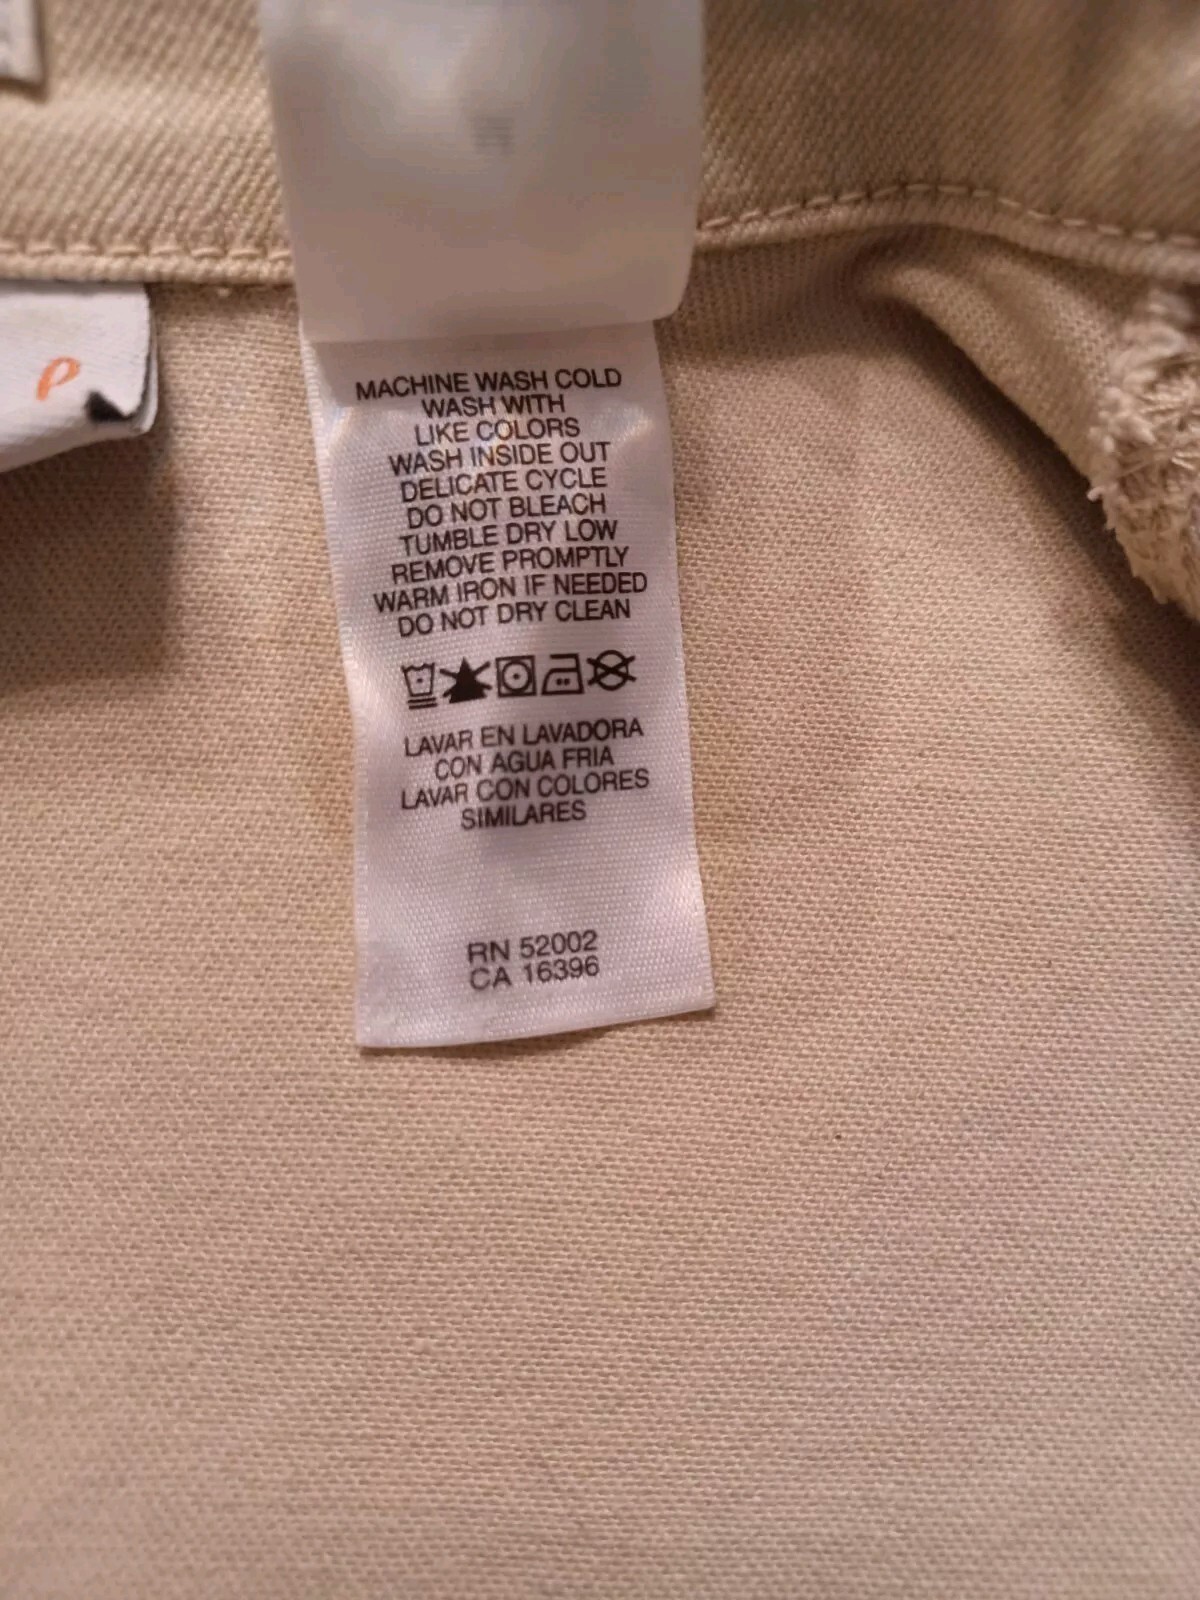 P
MACHINE WASH COLD
WASH WITH
LIKE COLORS
WASH INSIDE OUT
DELICATE CYCLE
DO NOT BLEACH
TUMBLE DRY LOW
REMOVE PROMPTLY
WARM IRON IF NEEDED
DO NOT DRY CLEAN
LAVAR EN LAVADORA
CON AGUA FRIA
LAVAR CON COLORES
SIMILARES
RN 52002
CA 16396